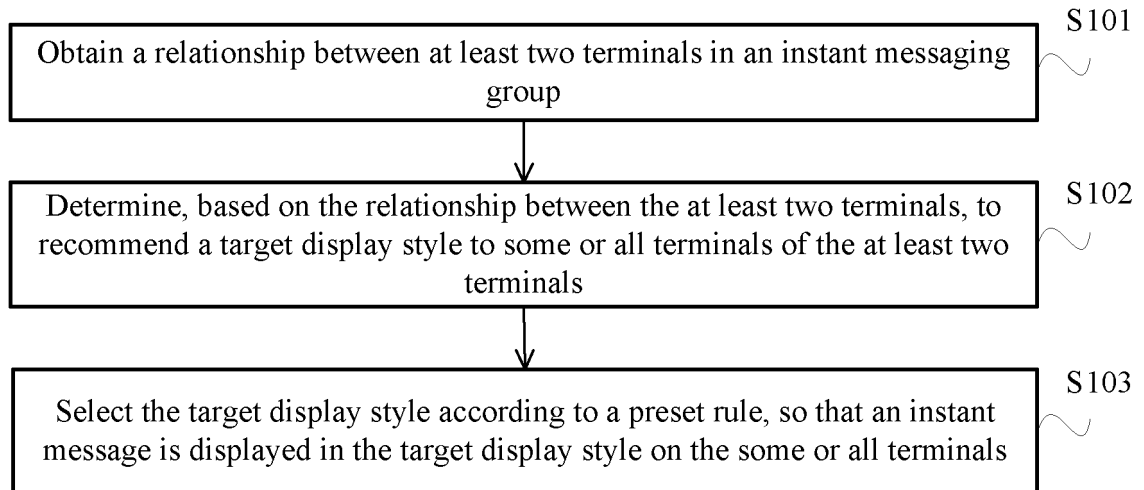 S101
Obtain a relationship between at least two terminals in an instant messaging
group
S102
Determine, based on the relationship between the at least two terminals, to
recommend a target display style to some or all terminals of the at least two
terminals
S103
Select the target display style according to a preset rule, so that an instant
message is displayed in the target display style on the some or all terminals